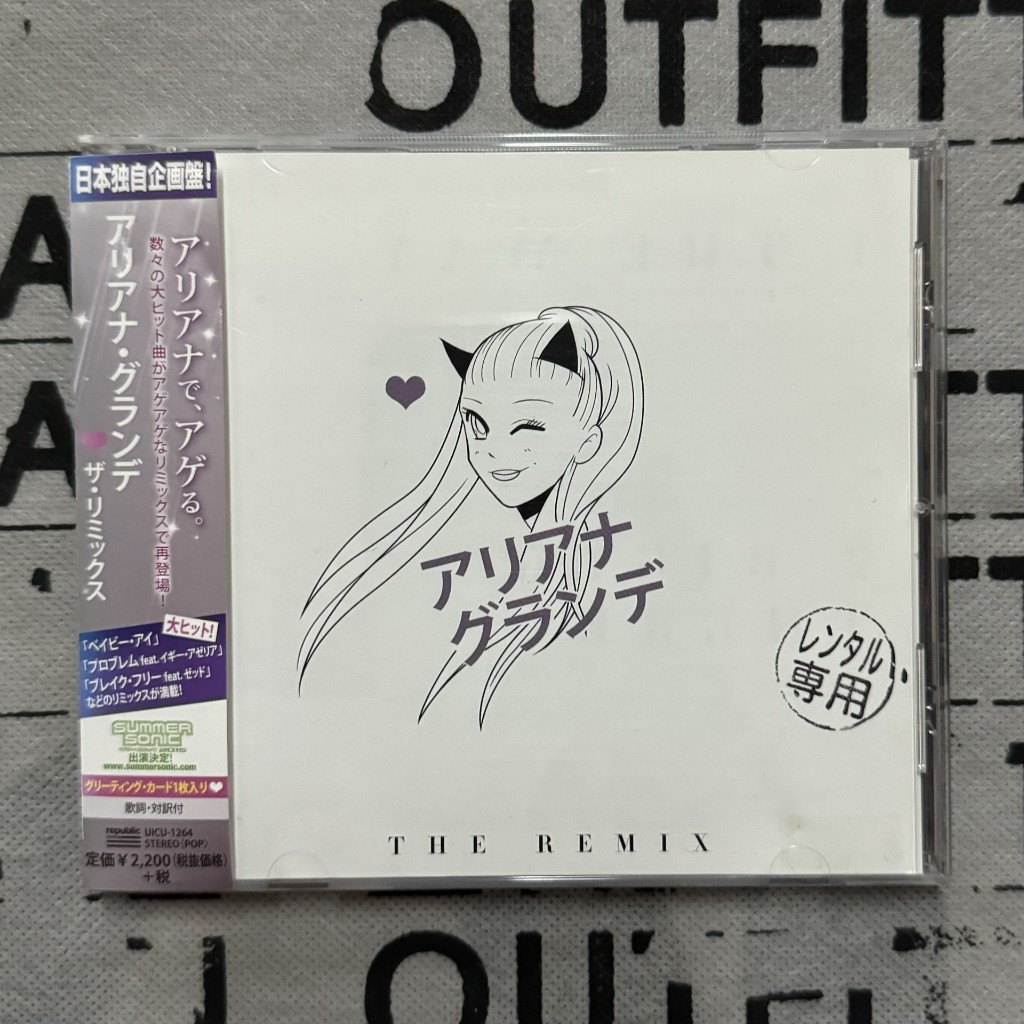 OUTFIT
日本独自企画盤!
アリアナで、アゲる。
数々の大ヒット曲がアゲアゲなリミックスで再登場!
アリアナ・グランデ
ザ・リミックス
大ヒット!
「ベイビー・アイ」
「プロブレム feat. イギー・アゼリア」
「ブレイク・フリー feat. ゼッド」
などのリミックスが満載!
SUMMER
SONIC
出演決定!
www.summersonic.com
グリーティング・カード1枚入り
歌詞・対訳付
republic UICU-1264
STEREO (POP)
定価¥2,200(税抜価格)
+税
アリアナ
グランデ
レンタル
専用
THE REMIX